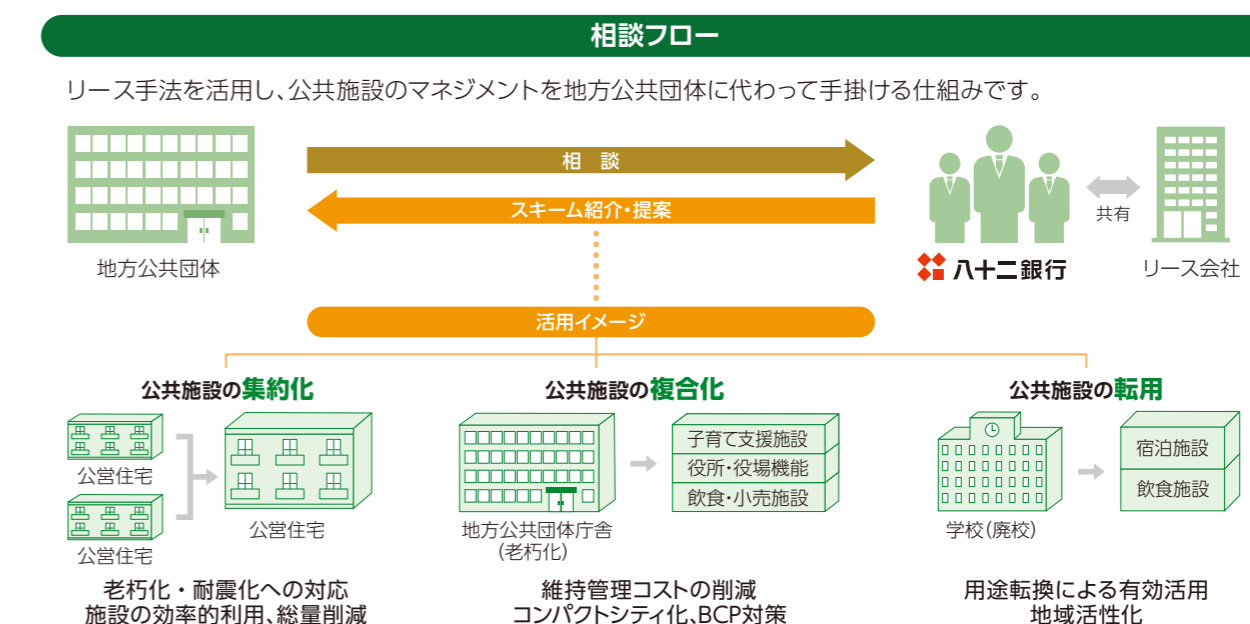 相談フロー
リース手法を活用し、公共施設のマネジメントを地方公共団体に代わって手掛ける仕組みです。
相 談
スキーム紹介・提案
共有
地方公共団体
八十二銀行
リース会社
活用イメージ
公共施設の集約化
公営住宅
公営住宅
公営住宅
老朽化・耐震化への対応
施設の効率的利用、総量削減
公共施設の複合化
地方公共団体庁舎
(老朽化)
子育て支援施設
役所・役場機能
飲食・小売施設
維持管理コストの削減
コンパクトシティ化、BCP対策
公共施設の転用
学校(廃校)
宿泊施設
飲食施設
用途転換による有効活用
地域活性化